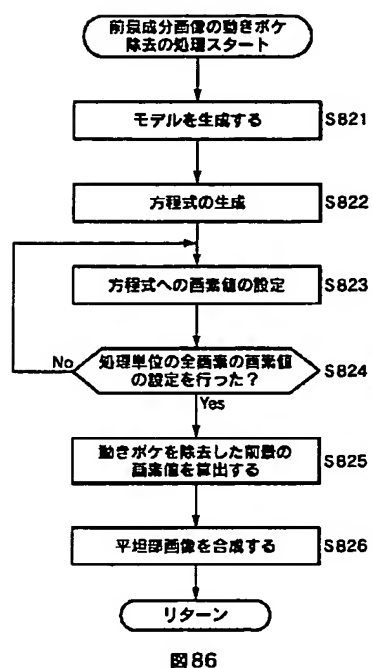 前景成分画像の動きボケ
除去の処理スタート
モデルを生成する
S821
方程式の生成
S822
方程式への画素値の設定
S823
処理単位の全画素の画素値
の設定を行った？
S824
No
Yes
動きボケを除去した前景の
画素値を算出する
S825
平坦部画像を合成する
S826
リターン
図86